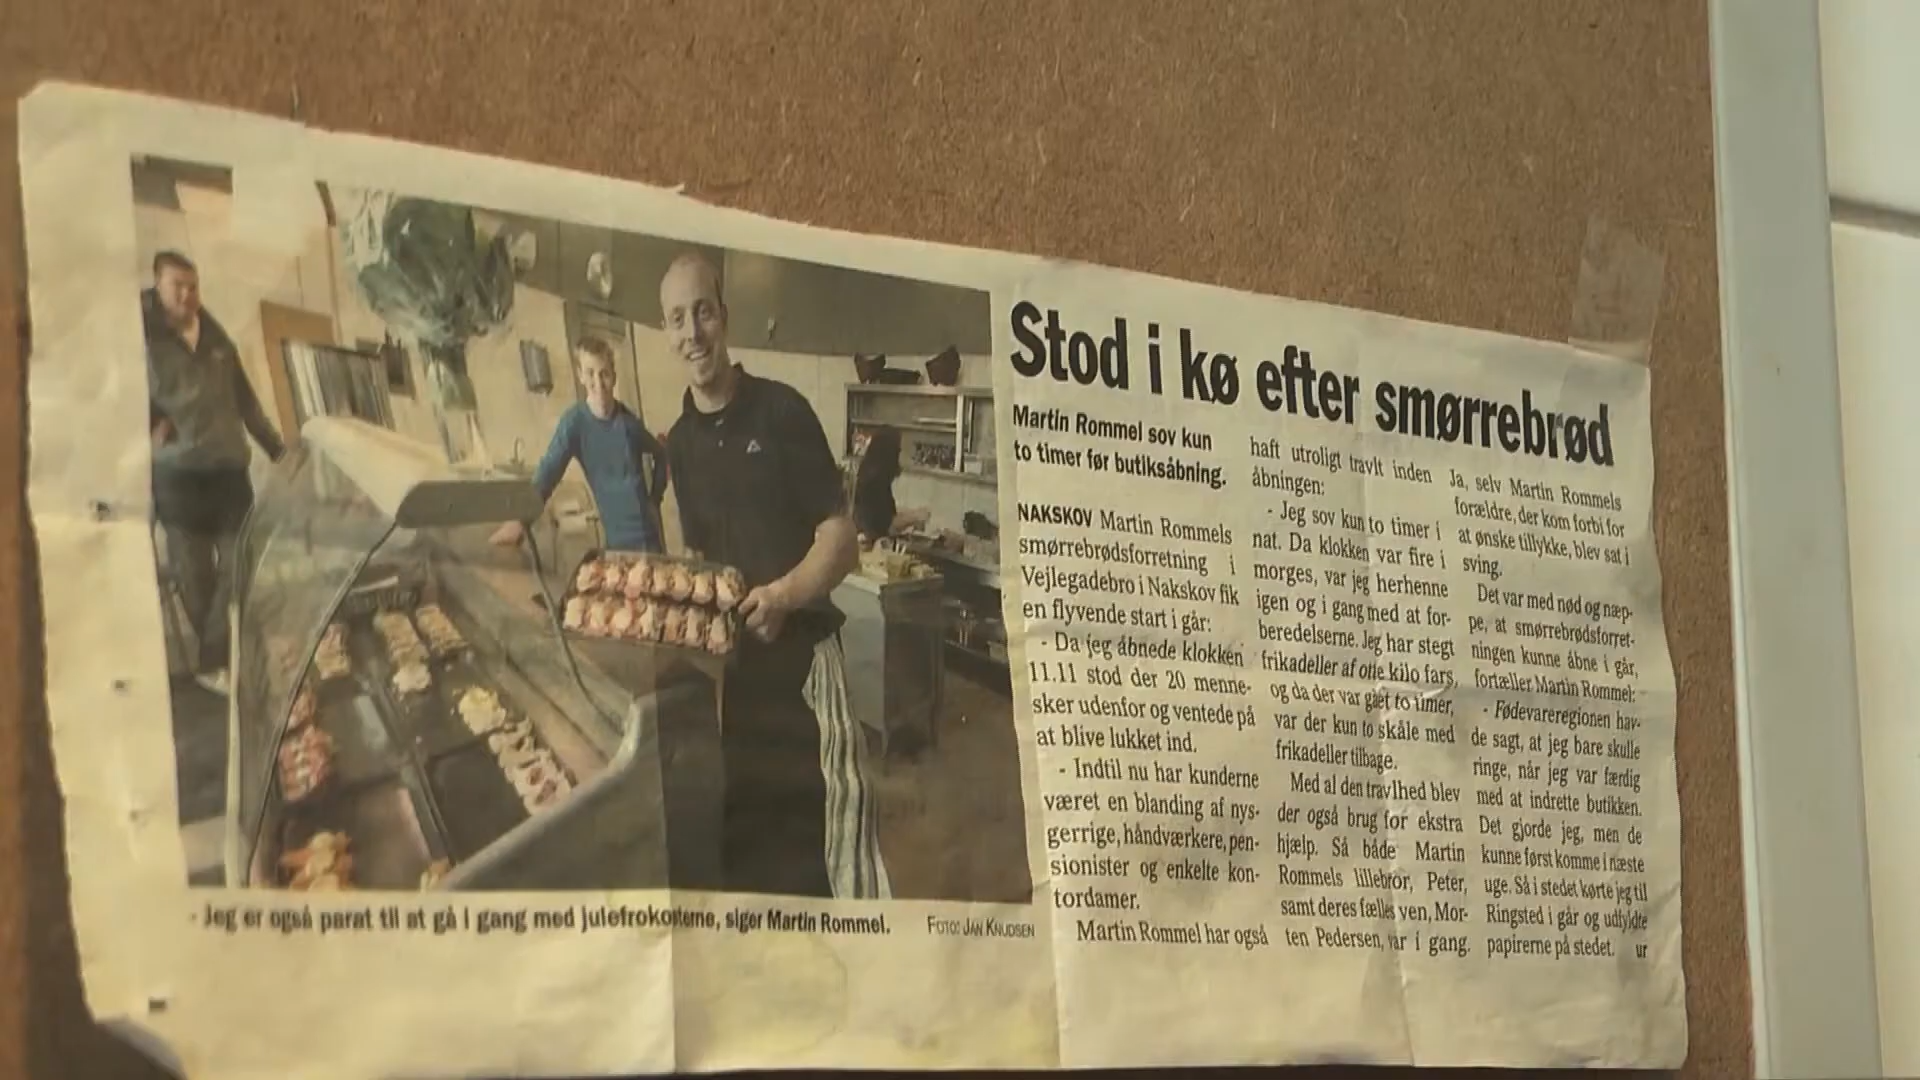 Stod i kø efter smørrebrød
Martin Rommel sov kun
to timer før butiksåbning.
NAKSKOV Martin Rommels
smørrebrødsforretning i
Vejlegadebro i Nakskov fik
en flyvende start i går:
- Da jeg åbnede klokken
11.11 stod der 20 menne-
sker udenfor og ventede på
at blive lukket ind.
- Indtil nu har kunderne
været en blanding af nys-
gerrige, håndværkere, pen-
sionister og enkelte kon-
tordamer.
Martin Rommel har også
haft utroligt travlt inden
åbningen:
- Jeg sov kun to timer i
nat. Da klokken var fire i
morges, var jeg herhenne
igen og i gang med at for-
beredelserne. Jeg har stegt
frikadeller af otte kilo fars,
og da der var gået to timer,
var der kun to skåle med
frikadeller tilbage.
Med al den travlhed blev
der også brug for ekstra
hjælp. Så både Martin
Rommels lillebror, Peter,
samt deres fælles ven, Mor-
ten Pedersen, var i gang.
Ja, selv Martin Rommels
forældre, der kom forbi for
at ønske tillykke, blev sat i
sving.
Det var med nød og næp-
pe, at smørrebrødsforret-
ningen kunne åbne i går,
fortæller Martin Rommel:
- Fødevareregionen hav-
de sagt, at jeg bare skulle
ringe, når jeg var færdig
med at indrette butikken.
Det gjorde jeg, men de
kunne først komme i næste
uge. Så i stedet kørte jeg til
Ringsted i går og udfyldte
papirerne på stedet. ur
- Jeg er også parat til at gå i gang med julefrokosterne, siger Martin Rommel.
FOTO: JAN KNUDSEN